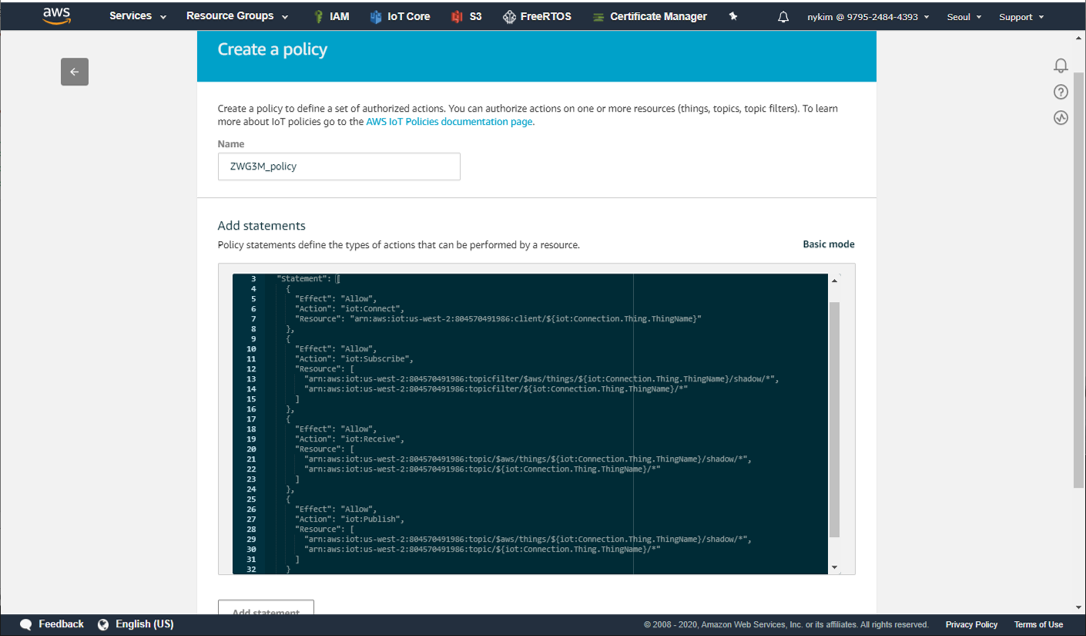 aws Services Resource Groups IAM IoT Core S3 FreeRTOS Certificate Manager nykim @ 9795-2484-4393 Seoul Support
Create a policy
Create a policy to define a set of authorized actions. You can authorize actions on one or more resources (things, topics, topic filters). To learn
more about IoT policies go to the AWS IoT Policies documentation page.
Name
ZWG3M_policy
Add statements
Policy statements define the types of actions that can be performed by a resource.
Basic mode
3 "Statement": [
4 {
5 "Effect": "Allow",
6 "Action": "iot:Connect",
7 "Resource": "arn:aws:iot:us-west-2:804570491986:client/${iot:Connection.Thing.ThingName}"
8 },
9 {
10 "Effect": "Allow",
11 "Action": "iot:Subscribe",
12 "Resource": [
13 "arn:aws:iot:us-west-2:804570491986:topicfilter/$aws/things/${iot:Connection.Thing.ThingName}/shadow/*",
14 "arn:aws:iot:us-west-2:804570491986:topicfilter/${iot:Connection.Thing.ThingName}/*"
15 ]
16 },
17 {
18 "Effect": "Allow",
19 "Action": "iot:Receive",
20 "Resource": [
21 "arn:aws:iot:us-west-2:804570491986:topic/$aws/things/${iot:Connection.Thing.ThingName}/shadow/*",
22 "arn:aws:iot:us-west-2:804570491986:topic/${iot:Connection.Thing.ThingName}/*"
23 ]
24 },
25 {
26 "Effect": "Allow",
27 "Action": "iot:Publish",
28 "Resource": [
29 "arn:aws:iot:us-west-2:804570491986:topic/$aws/things/${iot:Connection.Thing.ThingName}/shadow/*",
30 "arn:aws:iot:us-west-2:804570491986:topic/${iot:Connection.Thing.ThingName}/*"
31 ]
32 }
Add statement
Feedback English (US) © 2008 - 2020, Amazon Web Services, Inc. or its affiliates. All rights reserved. Privacy Policy Terms of Use